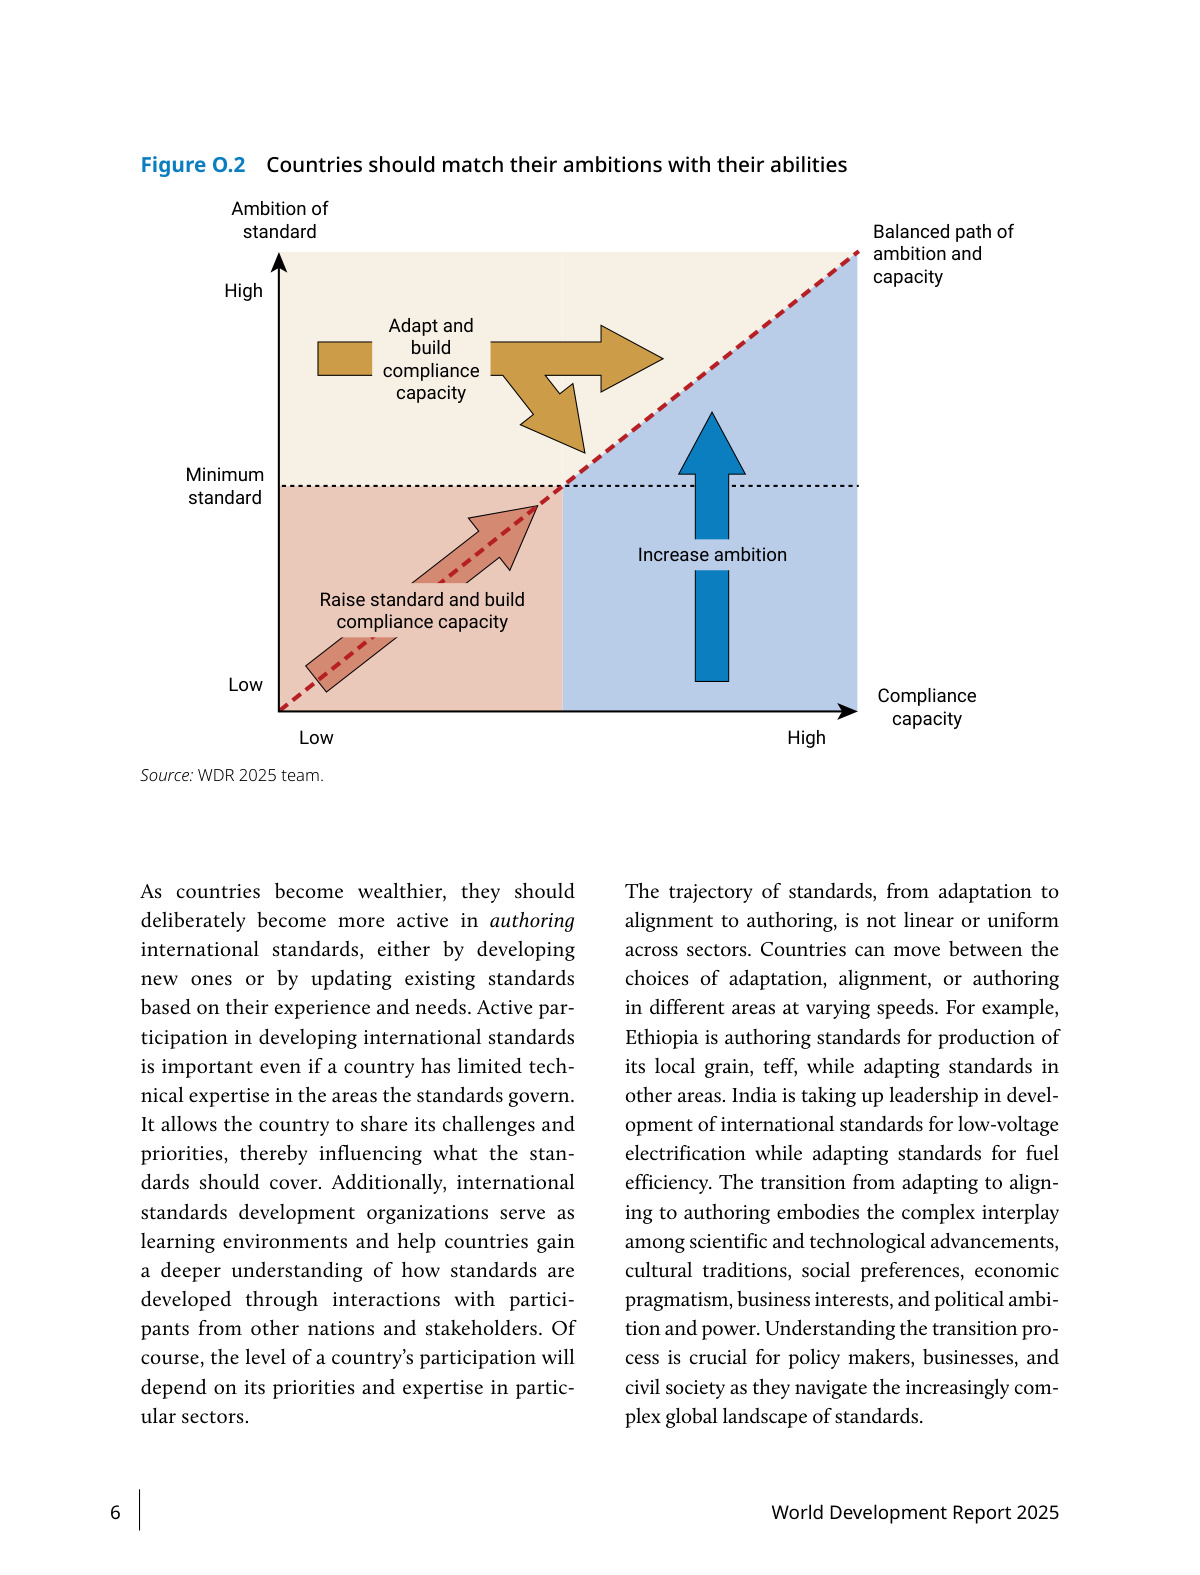 Figure O.2 Countries should match their ambitions with their abilities
Ambition of
standard
Balanced path of
ambition and
capacity
High
Adapt and
build
compliance
capacity
Minimum
standard
Increase ambition
Raise standard and build
compliance capacity
Low
Compliance
capacity
Low
High
Source: WDR 2025 team.
As countries become wealthier, they should
deliberately become more active in authoring
international standards, either by developing
new ones or by updating existing standards
based on their experience and needs. Active par-
ticipation in developing international standards
is important even if a country has limited tech-
nical expertise in the areas the standards govern.
It allows the country to share its challenges and
priorities, thereby influencing what the stan-
dards should cover. Additionally, international
standards development organizations serve as
learning environments and help countries gain
a deeper understanding of how standards are
developed through interactions with partici-
pants from other nations and stakeholders. Of
course, the level of a country’s participation will
depend on its priorities and expertise in partic-
ular sectors.
The trajectory of standards, from adaptation to
alignment to authoring, is not linear or uniform
across sectors. Countries can move between the
choices of adaptation, alignment, or authoring
in different areas at varying speeds. For example,
Ethiopia is authoring standards for production of
its local grain, teff, while adapting standards in
other areas. India is taking up leadership in devel-
opment of international standards for low-voltage
electrification while adapting standards for fuel
efficiency. The transition from adapting to align-
ing to authoring embodies the complex interplay
among scientific and technological advancements,
cultural traditions, social preferences, economic
pragmatism, business interests, and political ambi-
tion and power. Understanding the transition pro-
cess is crucial for policy makers, businesses, and
civil society as they navigate the increasingly com-
plex global landscape of standards.
6
World Development Report 2025